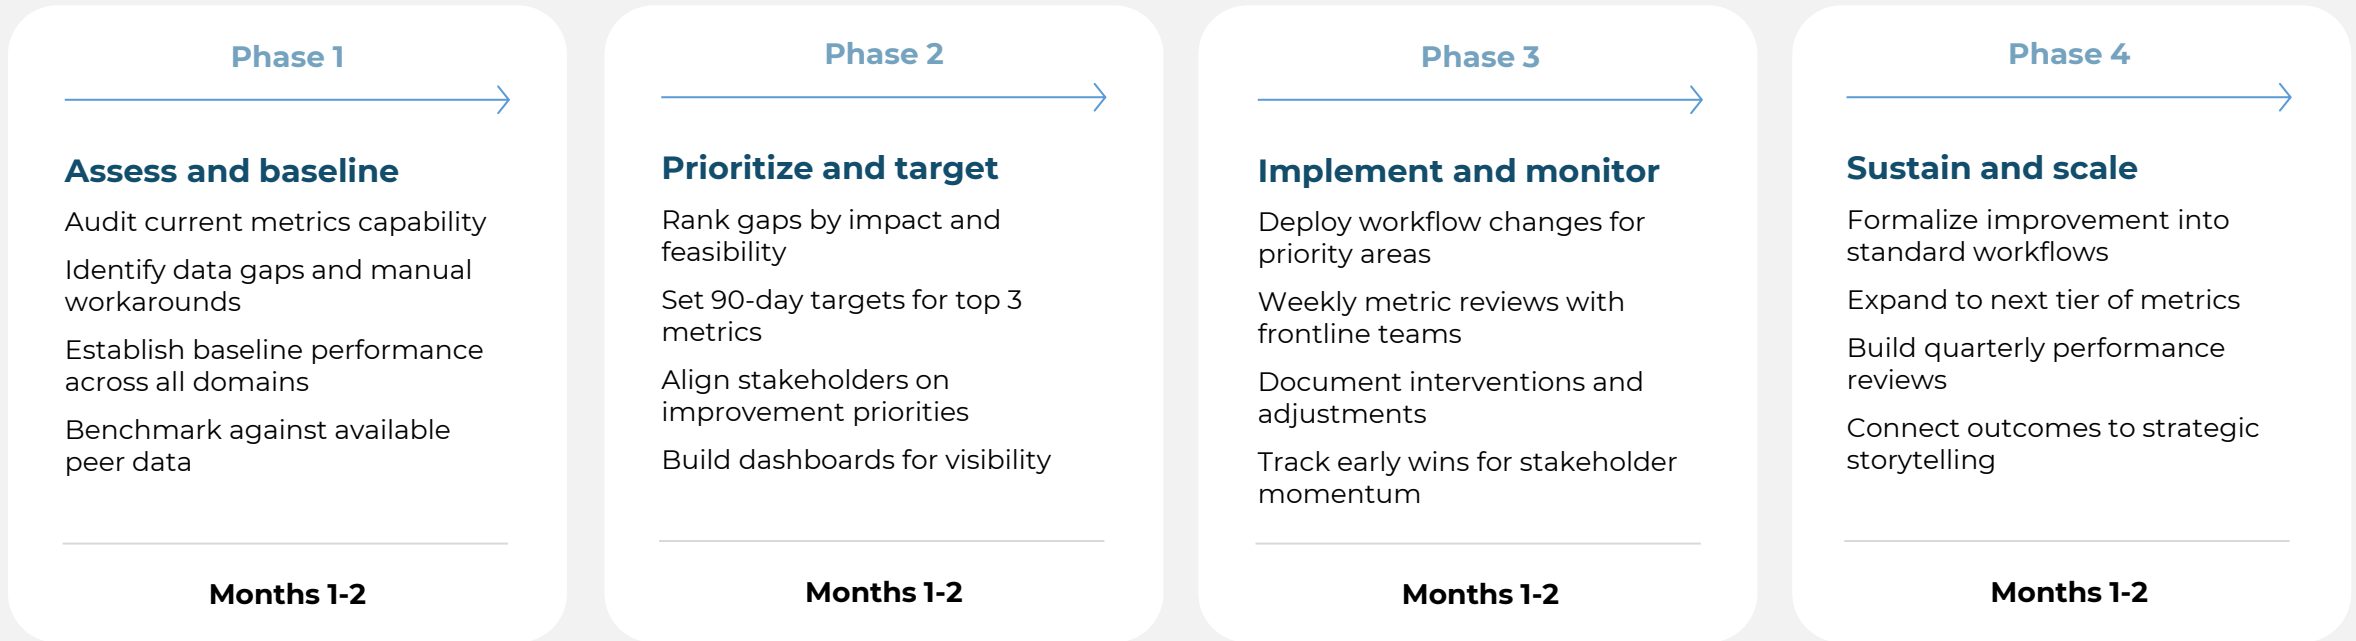 Phase 1
Assess and baseline
Audit current metrics capability
Identify data gaps and manual
workarounds
Establish baseline performance
across all domains
Benchmark against available
peer data
Months 1-2
Phase 2
Prioritize and target
Rank gaps by impact and
feasibility
Set 90-day targets for top 3
metrics
Align stakeholders on
improvement priorities
Build dashboards for visibility
Months 1-2
Phase 3
Implement and monitor
Deploy workflow changes for
priority areas
Weekly metric reviews with
frontline teams
Document interventions and
adjustments
Track early wins for stakeholder
momentum
Months 1-2
Phase 4
Sustain and scale
Formalize improvement into
standard workflows
Expand to next tier of metrics
Build quarterly performance
reviews
Connect outcomes to strategic
storytelling
Months 1-2